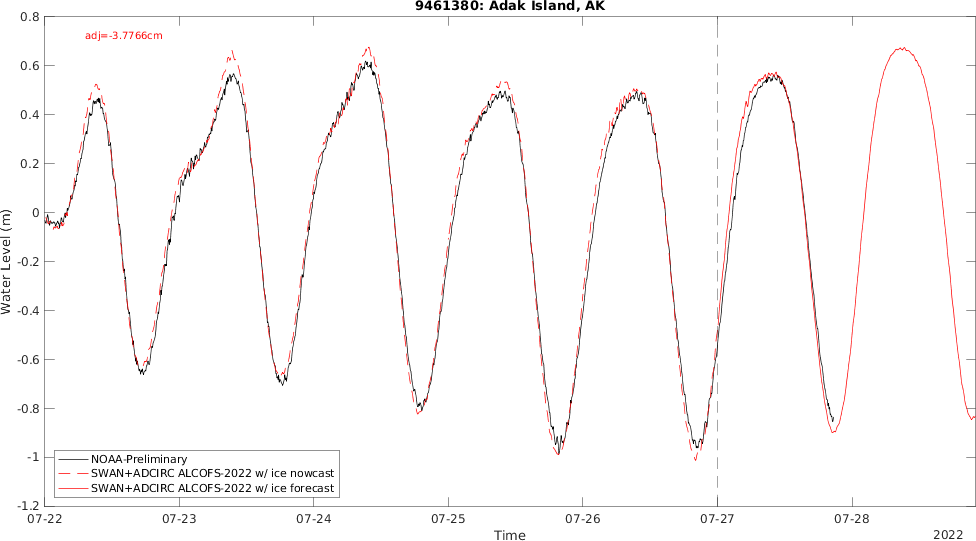 9461380: Adak Island, AK
adj=-3.7766cm
Water Level (m)
0.8
0.6
0.4
0.2
0
-0.2
-0.4
-0.6
-0.8
-1
-1.2
NOAA-Preliminary
SWAN+ADCIRC ALCOFS-2022 w/ ice nowcast
SWAN+ADCIRC ALCOFS-2022 w/ ice forecast
07-22 07-23 07-24 07-25 07-26 07-27 07-28
Time
2022